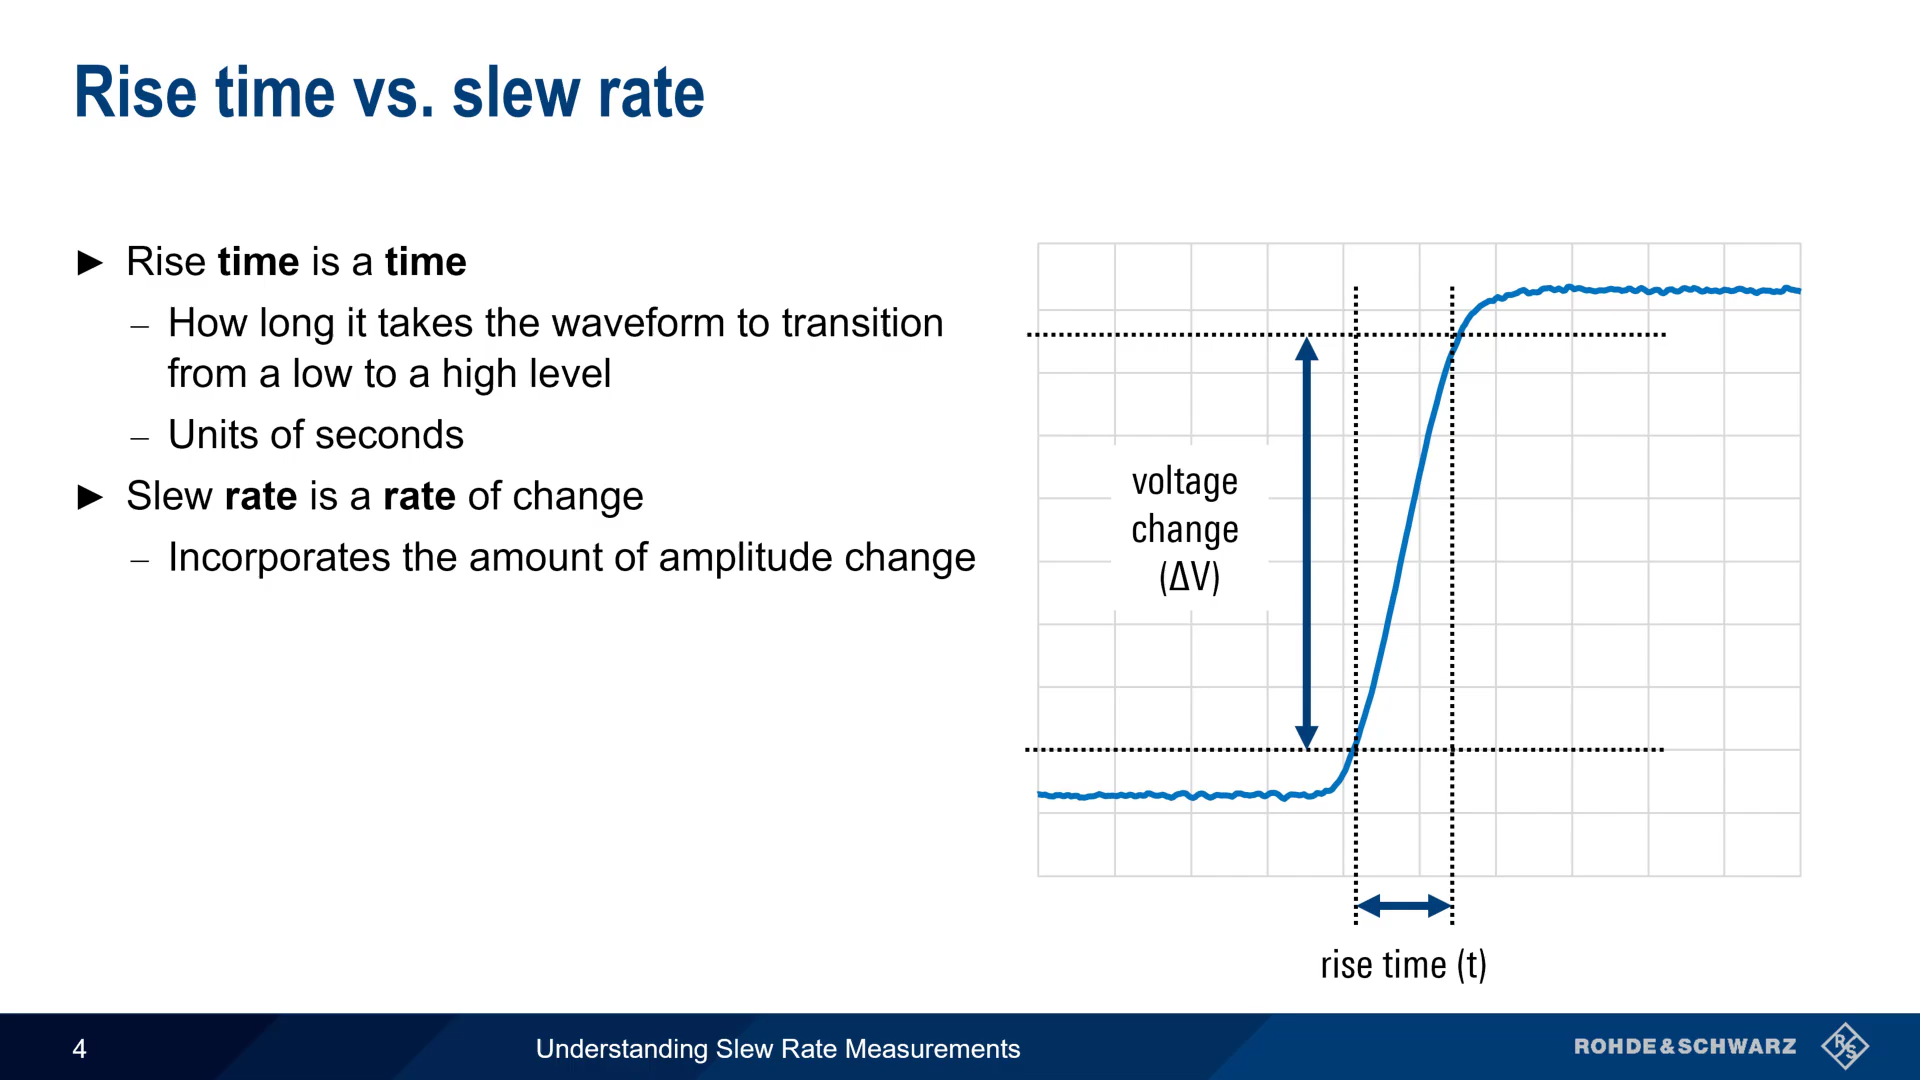 Rise time vs. slew rate
► Rise time is a time
– How long it takes the waveform to transition
from a low to a high level
– Units of seconds
► Slew rate is a rate of change
– Incorporates the amount of amplitude change
voltage
change
(ΔV)
rise time (t)
4
Understanding Slew Rate Measurements
ROHDE&SCHWARZ
R&S